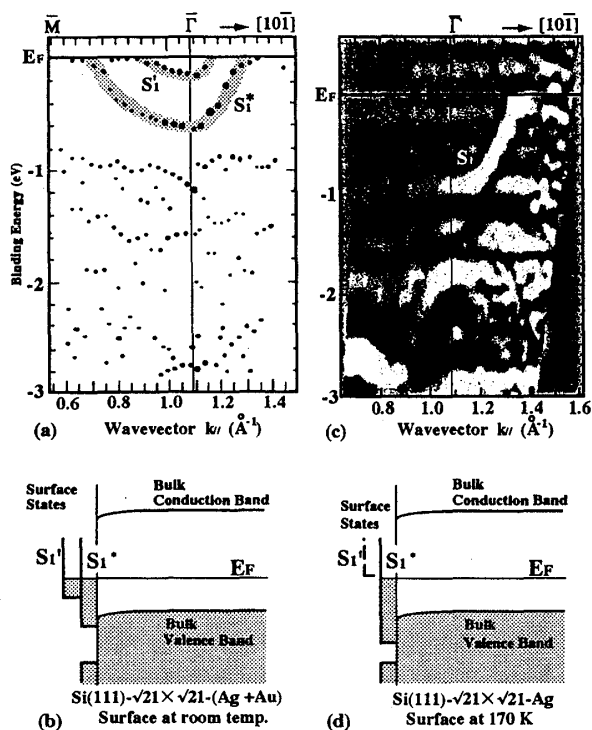 M̄ Γ̄ → [101̄]
EF
S1'
S1*
-1
-2
-3
Binding Energy (eV)
0.6 0.8 1.0 1.2 1.4
(a) Wavevector k// (Å⁻¹)
Γ̄ → [101̄]
EF
S1*
-1
-2
-3
0.8 1.0 1.2 1.4 1.6
(c) Wavevector k// (Å⁻¹)
Surface
States
Bulk
Conduction Band
S1' S1*
EF
Bulk
Valence Band
Si(111)-√21×√21-(Ag +Au)
(b) Surface at room temp.
Surface
States
Bulk
Conduction Band
S1' S1*
EF
Bulk
Valence Band
Si(111)-√21×√21-Ag
(d) Surface at 170 K